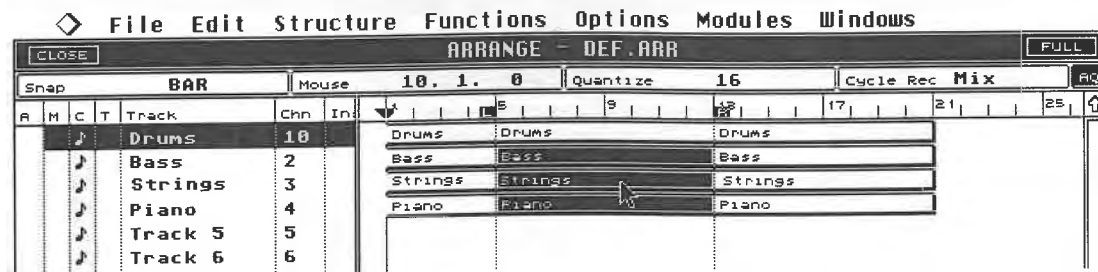 File Edit Structure Functions Options Modules Windows
CLOSE ARRANGE - DEF.ARR FULL
Snap BAR Mouse 10. 1. 0 Quantize 16 Cycle Rec Mix
A M C T Track Chn 1 5 9 17 21 25
Drums 10 Drums Drums Drums
Bass 2 Bass Bass Bass
Strings 3 Strings Strings Strings
Piano 4 Piano Piano Piano
Track 5 5
Track 6 6